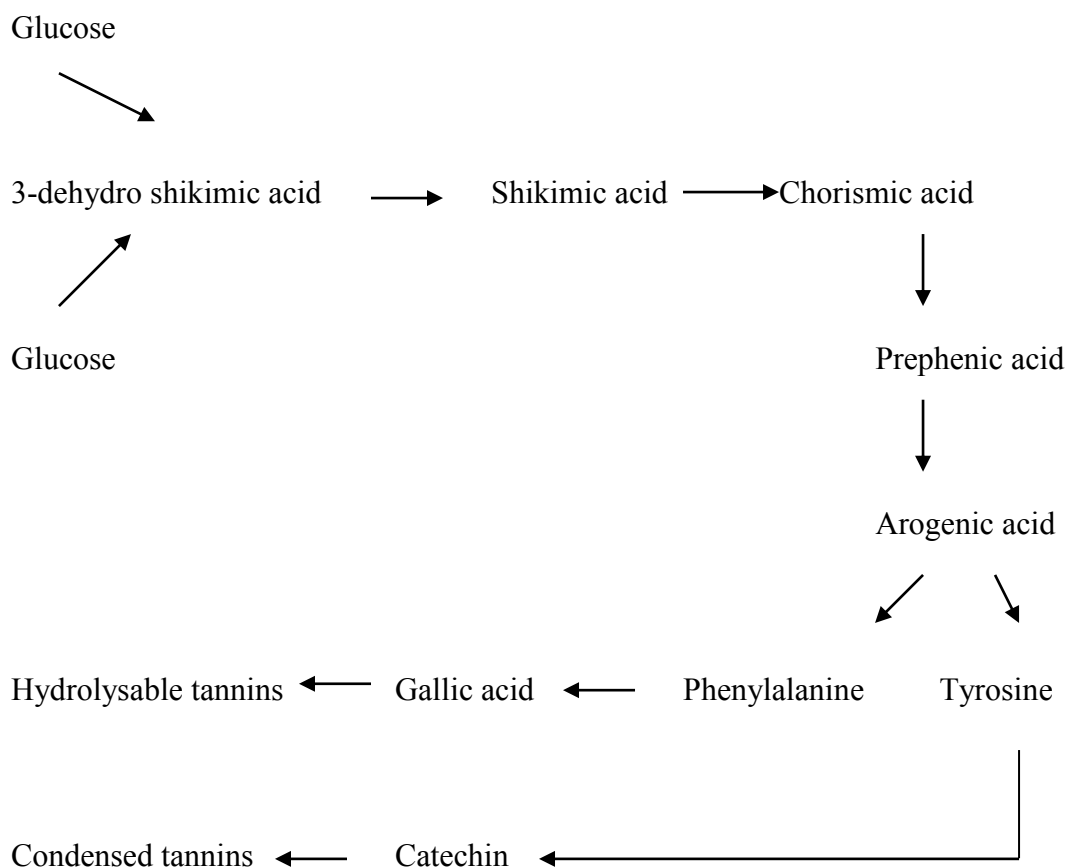 Glucose
3-dehydro shikimic acid Shikimic acid Chorismic acid
Glucose Prephenic acid
Arogenic acid
Hydrolysable tannins Gallic acid Phenylalanine Tyrosine
Condensed tannins Catechin